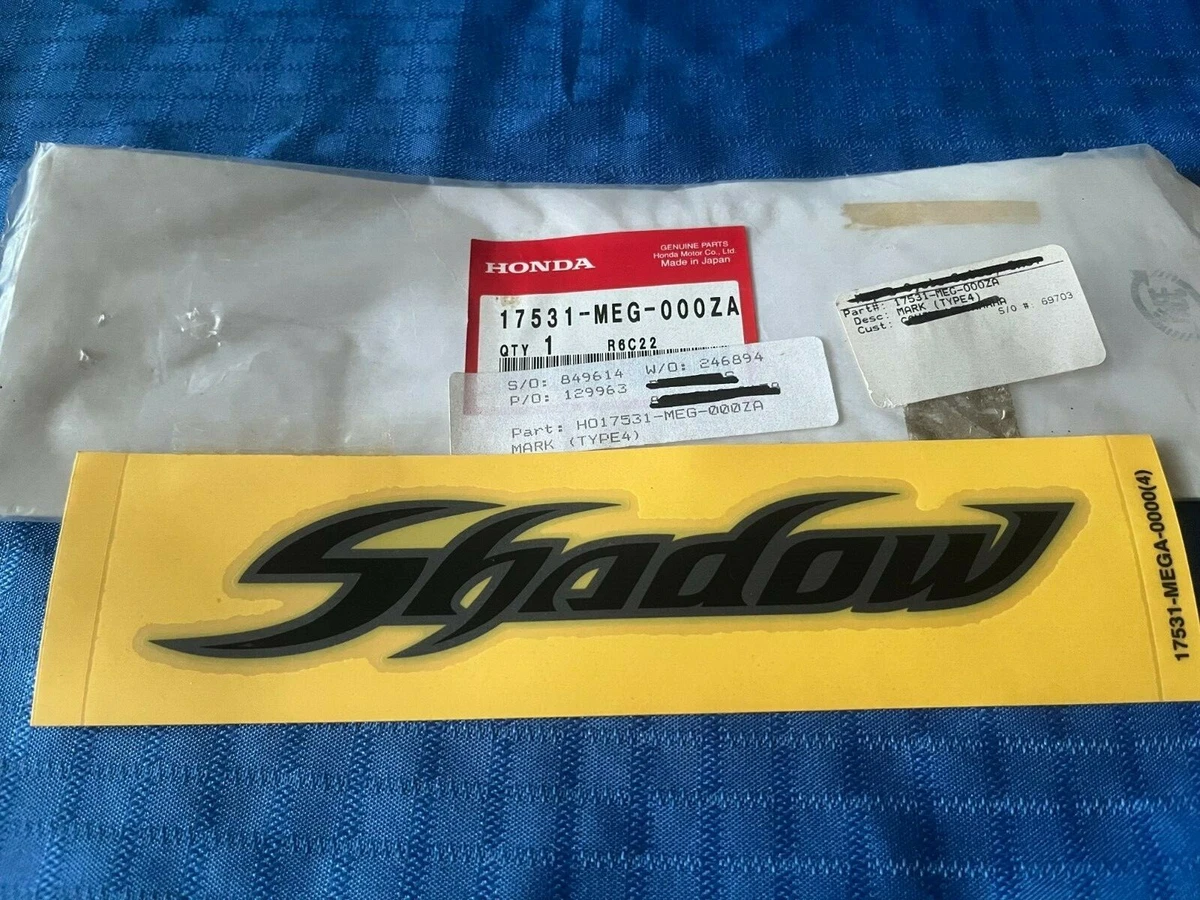 HONDA
GENUINE PARTS
Honda Motor Co., Ltd.
Made in Japan
17531-MEG-000ZA
QTY 1 R6C22
S/O: 849614 W/O: 246894
P/O: 129963
Part: HO17531-MEG-000ZA
MARK (TYPE4)
Part#: 17531-MEG-000ZA
Desc: MARK (TYPE4)
Cust:
S/O #: 69703
Shadow
17531-MEGA-0000(4)